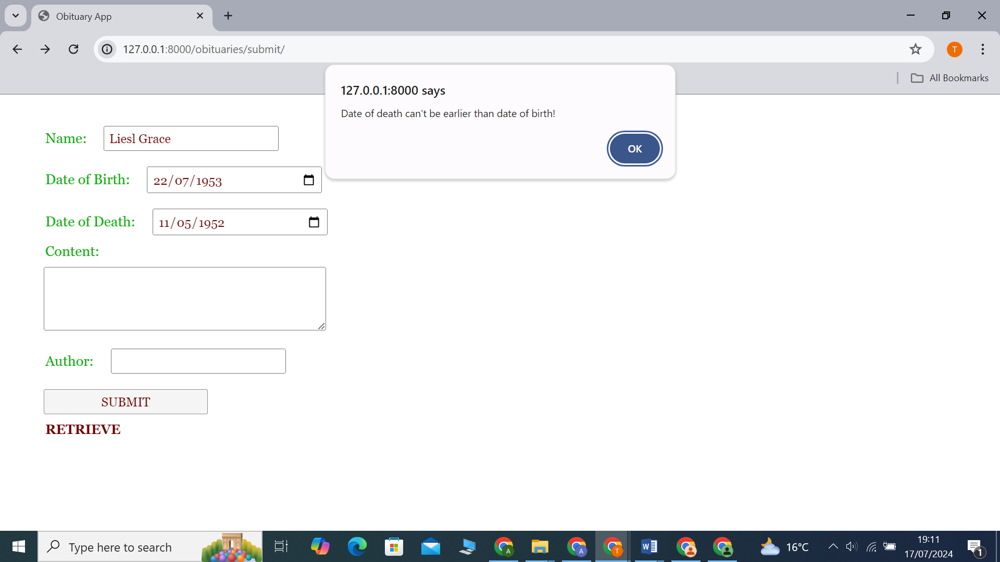 Obituary App
127.0.0.1:8000/obituaries/submit/
T
All Bookmarks
127.0.0.1:8000 says
Date of death can't be earlier than date of birth!
OK
Name: Liesl Grace
Date of Birth: 22/07/1953
Date of Death: 11/05/1952
Content:
Author:
SUBMIT
RETRIEVE
Type here to search
A
A
T
W
16°C
19:11
17/07/2024
1